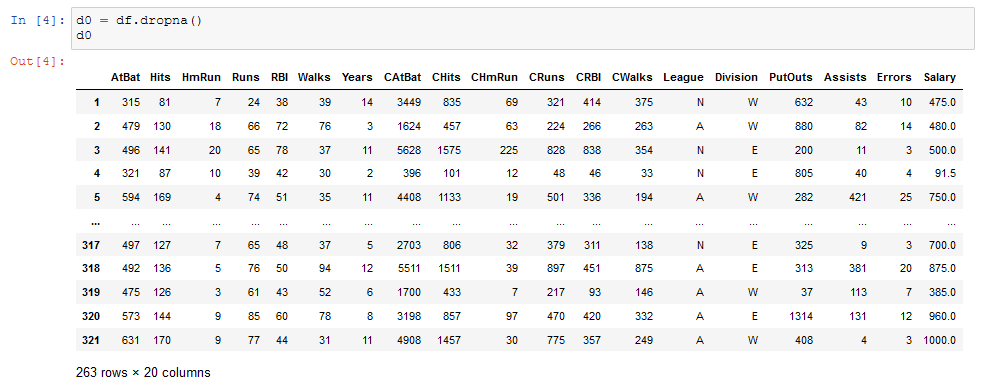 In [4]: d0 = df.dropna()
d0
Out[4]:
AtBat Hits HmRun Runs RBI Walks Years CAtBat CHits CHmRun CRuns CRBI CWalks League Division PutOuts Assists Errors Salary
1 315 81 7 24 38 39 14 3449 835 69 321 414 375 N W 632 43 10 475.0
2 479 130 18 66 72 76 3 1624 457 63 224 266 263 A W 880 82 14 480.0
3 496 141 20 65 78 37 11 5628 1575 225 828 838 354 N E 200 11 3 500.0
4 321 87 10 39 42 30 2 396 101 12 48 46 33 N E 805 40 4 91.5
5 594 169 4 74 51 35 11 4408 1133 19 501 336 194 A W 282 421 25 750.0
... ... ... ... ... ... ... ... ... ... ... ... ... ... ... ... ... ... ... ...
317 497 127 7 65 48 37 5 2703 806 32 379 311 138 N E 325 9 3 700.0
318 492 136 5 76 50 94 12 5511 1511 39 897 451 875 A E 313 381 20 875.0
319 475 126 3 61 43 52 6 1700 433 7 217 93 146 A W 37 113 7 385.0
320 573 144 9 85 60 78 8 3198 857 97 470 420 332 A E 1314 131 12 960.0
321 631 170 9 77 44 31 11 4908 1457 30 775 357 249 A W 408 4 3 1000.0
263 rows × 20 columns